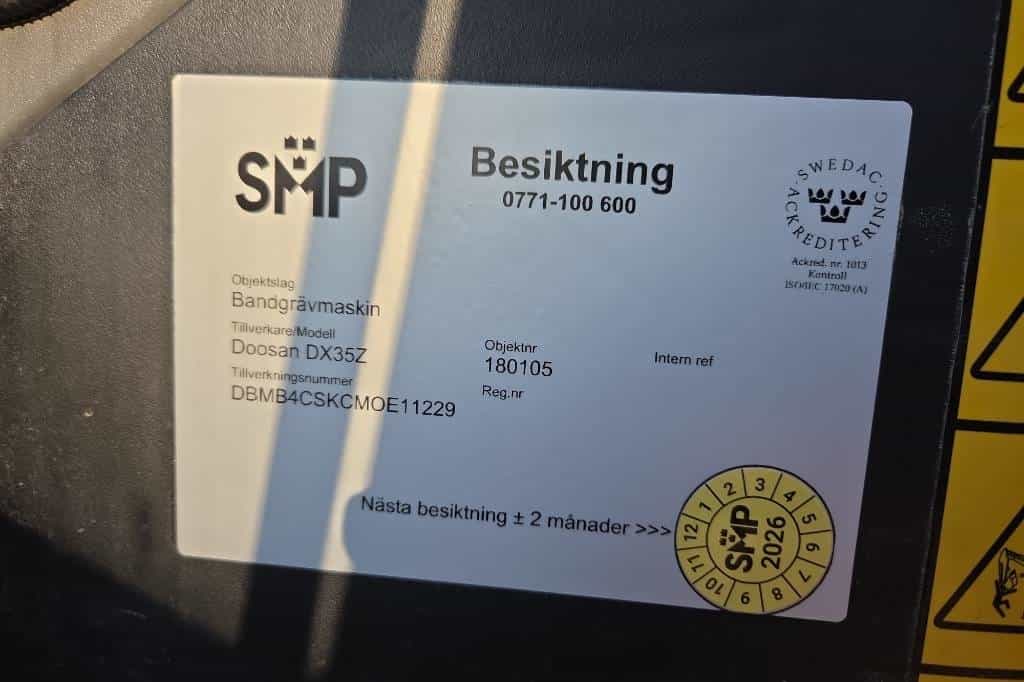 SMP
Besiktning
0771-100 600
SWEDAC
ACKREDITERING
Ackred. nr. 1013
Kontroll
ISO/IEC 17020 (A)
Objektslag
Bandgrävmaskin
Tillverkare/Modell
Doosan DX35Z
Tillverkningsnummer
DBMB4CSKCMOE11229
Objektnr
180105
Reg.nr
Intern ref
Nästa besiktning ± 2 månader >>>
1 2 3 4 5 6 7 8 9 10 12
SMP
2026